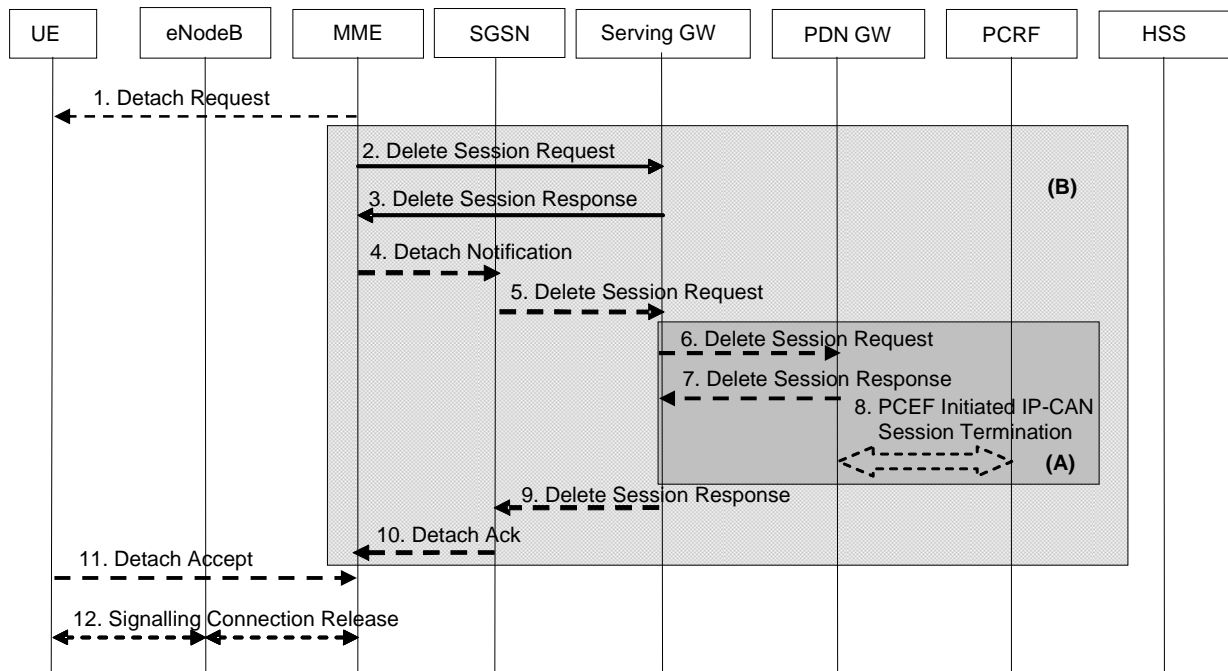 UE
eNodeB
MME
SGSN
Serving GW
PDN GW
PCRF
HSS
1. Detach Request
2. Delete Session Request
(B)
3. Delete Session Response
4. Detach Notification
5. Delete Session Request
6. Delete Session Request
7. Delete Session Response
8. PCEF Initiated IP-CAN
Session Termination
(A)
9. Delete Session Response
10. Detach Ack
11. Detach Accept
12. Signalling Connection Release